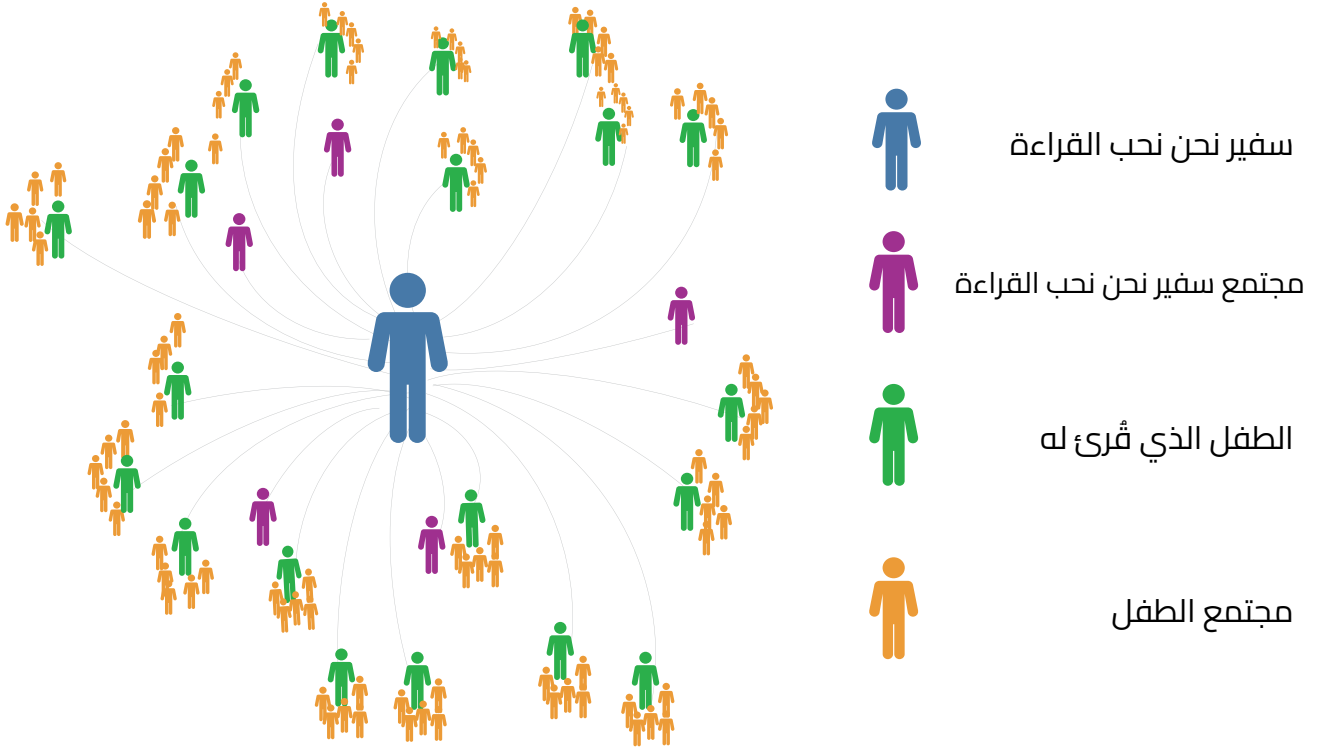 سفير نحن نحب القراءة
مجتمع سفير نحن نحب القراءة
الطفل الذي قُرئ له
مجتمع الطفل